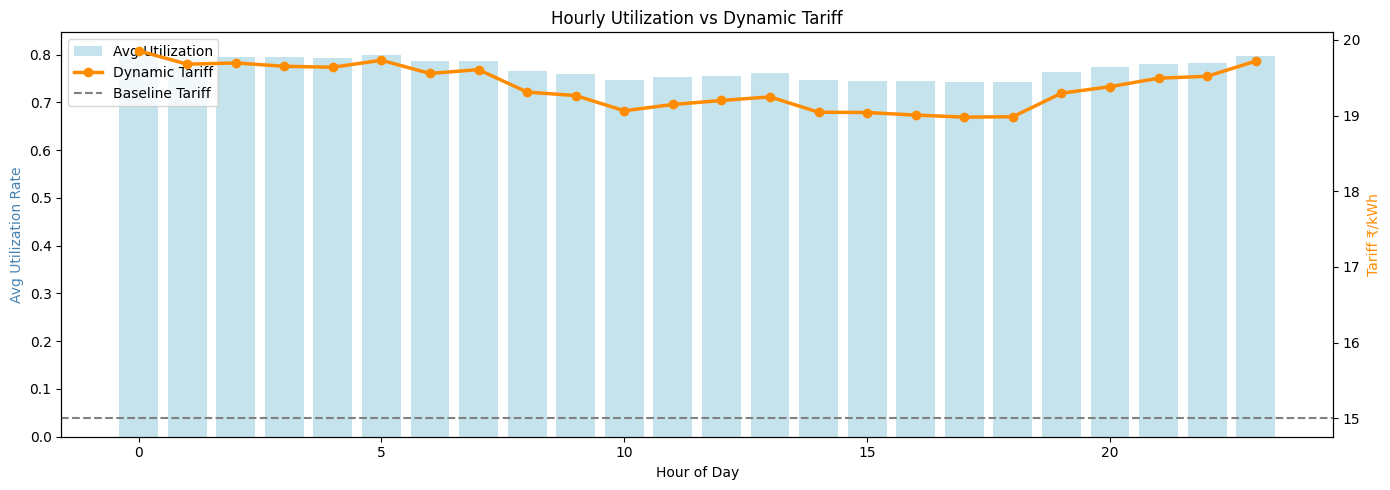 Hourly Utilization vs Dynamic Tariff
Avg Utilization
Dynamic Tariff
Baseline Tariff
Avg Utilization Rate
0.8
0.7
0.6
0.5
0.4
0.3
0.2
0.1
0.0
20
19
18
17
16
15
Tariff ₹/kWh
0 5 10 15 20
Hour of Day